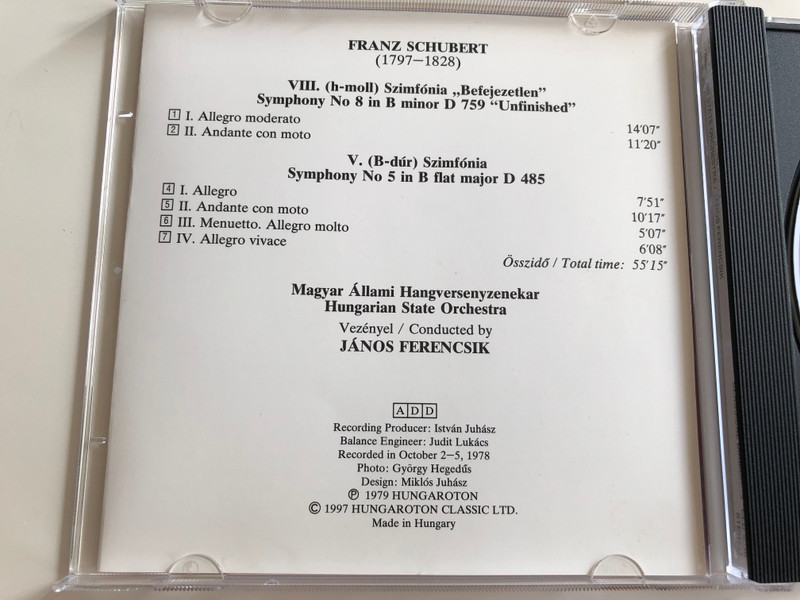 FRANZ SCHUBERT
(1797–1828)
VIII. (h-moll) Szimfónia „Befejezetlen”
Symphony No 8 in B minor D 759 “Unfinished”
1 I. Allegro moderato 14′07″
2 II. Andante con moto 11′20″
V. (B-dúr) Szimfónia
Symphony No 5 in B flat major D 485
4 I. Allegro 7′51″
5 II. Andante con moto 10′17″
6 III. Menuetto. Allegro molto 5′07″
7 IV. Allegro vivace 6′08″
Összidő / Total time: 55′15″
Magyar Állami Hangversenyzenekar
Hungarian State Orchestra
Vezényel / Conducted by
JÁNOS FERENCSIK
ADD
Recording Producer: István Juhász
Balance Engineer: Judit Lukács
Recorded in October 2–5, 1978
Photo: György Hegedűs
Design: Miklós Juhász
Ⓟ 1979 HUNGAROTON
© 1997 HUNGAROTON CLASSIC LTD.
Made in Hungary